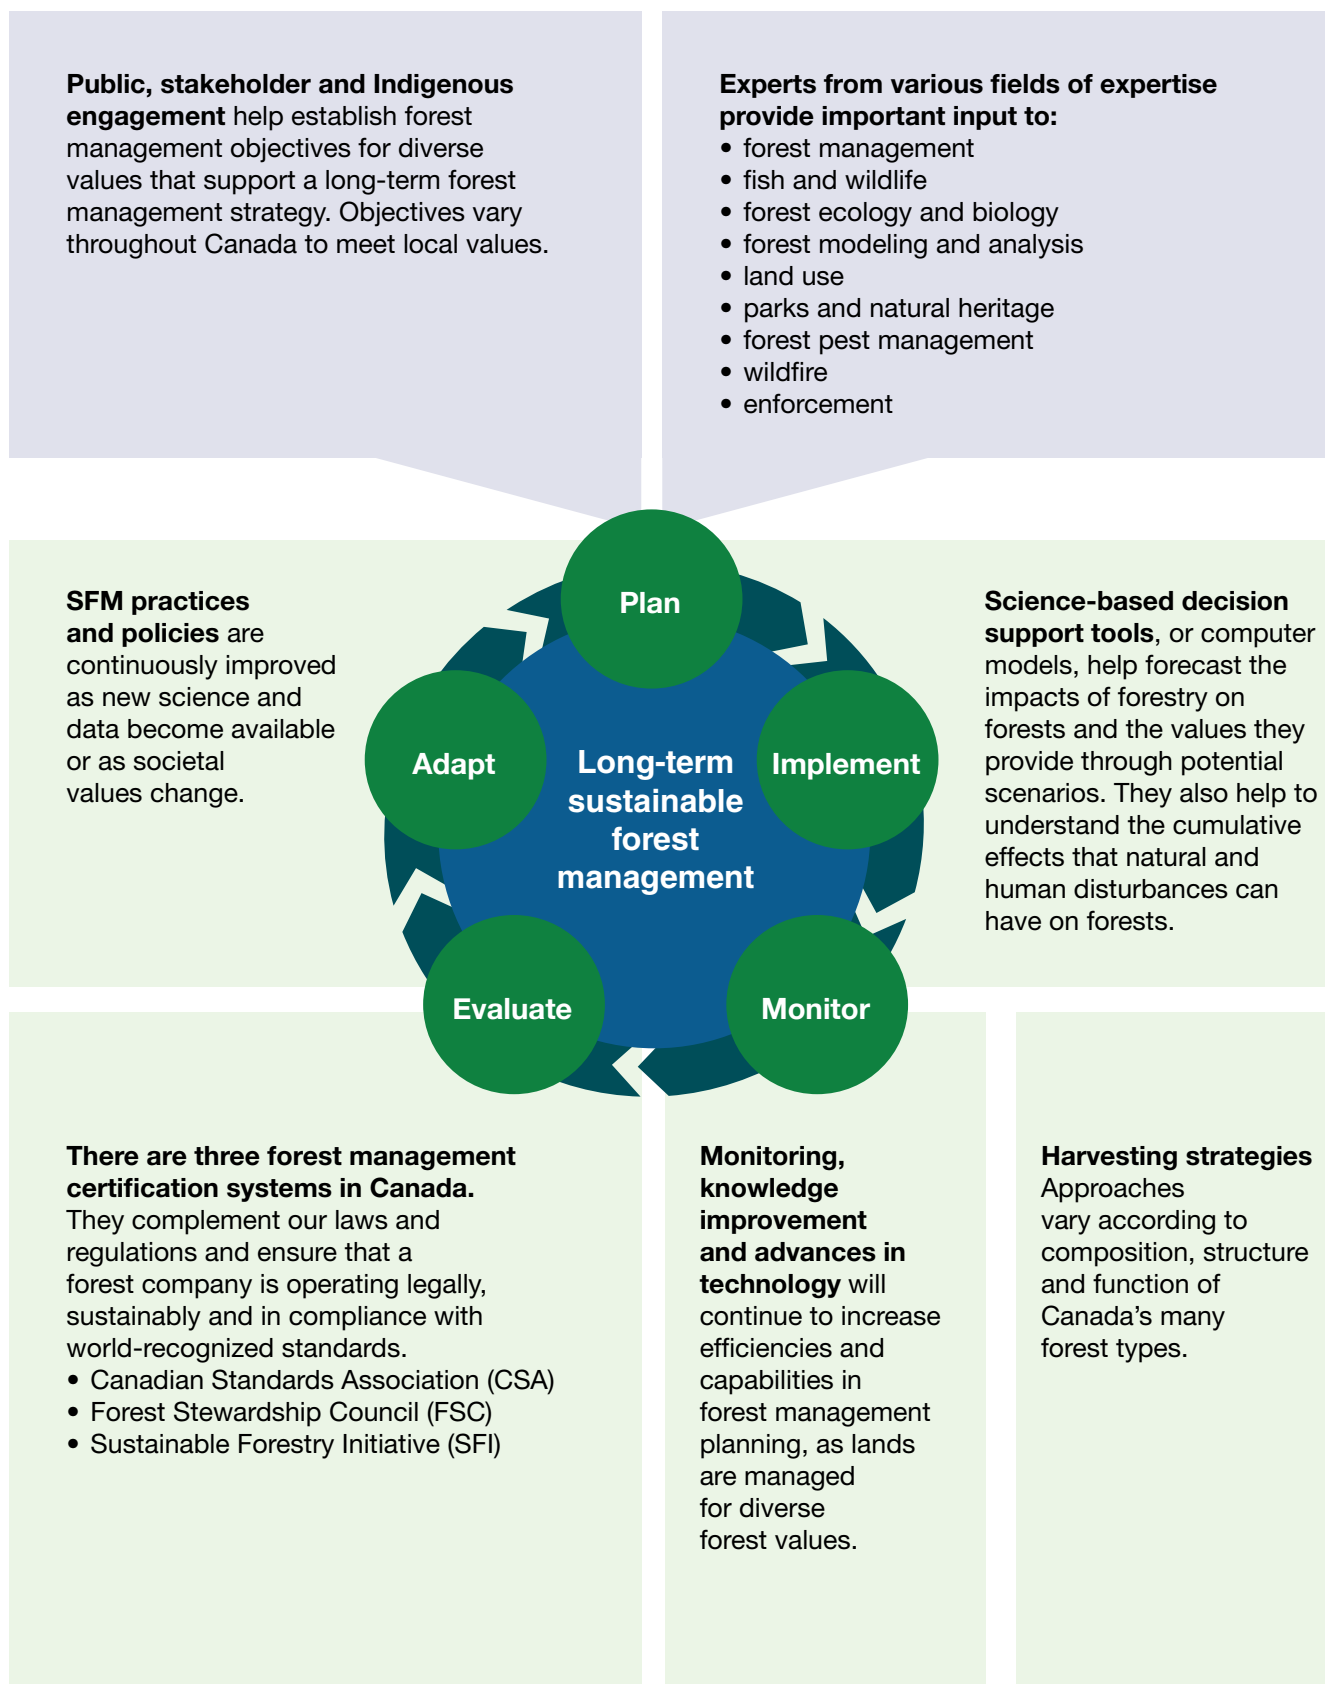 Public, stakeholder and Indigenous
engagement help establish forest
management objectives for diverse
values that support a long-term forest
management strategy. Objectives vary
throughout Canada to meet local values.
Experts from various fields of expertise
provide important input to:
• forest management
• fish and wildlife
• forest ecology and biology
• forest modeling and analysis
• land use
• parks and natural heritage
• forest pest management
• wildfire
• enforcement
SFM practices
and policies are
continuously improved
as new science and
data become available
or as societal
values change.
Plan
Adapt
Implement
Evaluate
Monitor
Long-term
sustainable
forest
management
Science-based decision
support tools, or computer
models, help forecast the
impacts of forestry on
forests and the values they
provide through potential
scenarios. They also help to
understand the cumulative
effects that natural and
human disturbances can
have on forests.
There are three forest management
certification systems in Canada.
They complement our laws and
regulations and ensure that a
forest company is operating legally,
sustainably and in compliance with
world-recognized standards.
• Canadian Standards Association (CSA)
• Forest Stewardship Council (FSC)
• Sustainable Forestry Initiative (SFI)
Monitoring,
knowledge
improvement
and advances in
technology will
continue to increase
efficiencies and
capabilities in
forest management
planning, as lands
are managed
for diverse
forest values.
Harvesting strategies
Approaches
vary according to
composition, structure
and function of
Canada’s many
forest types.